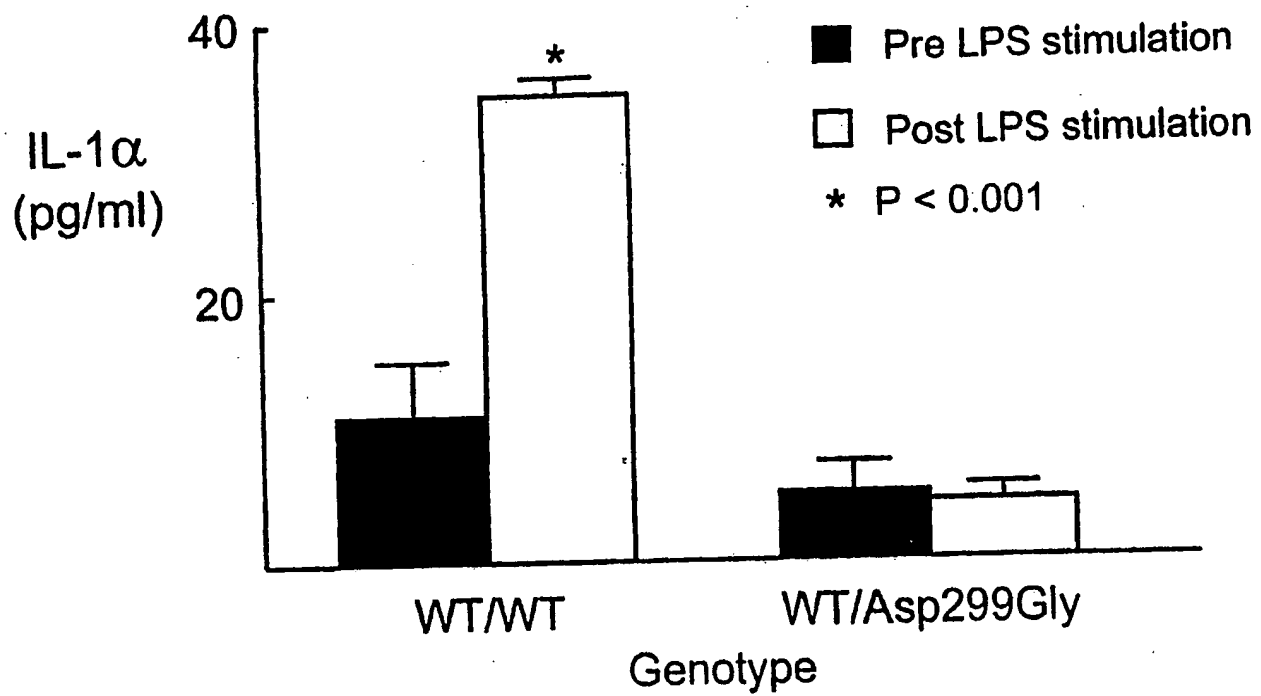 40
IL-1α
(pg/ml)
20
*
Pre LPS stimulation
Post LPS stimulation
* P < 0.001
WT/WT
WT/Asp299Gly
Genotype